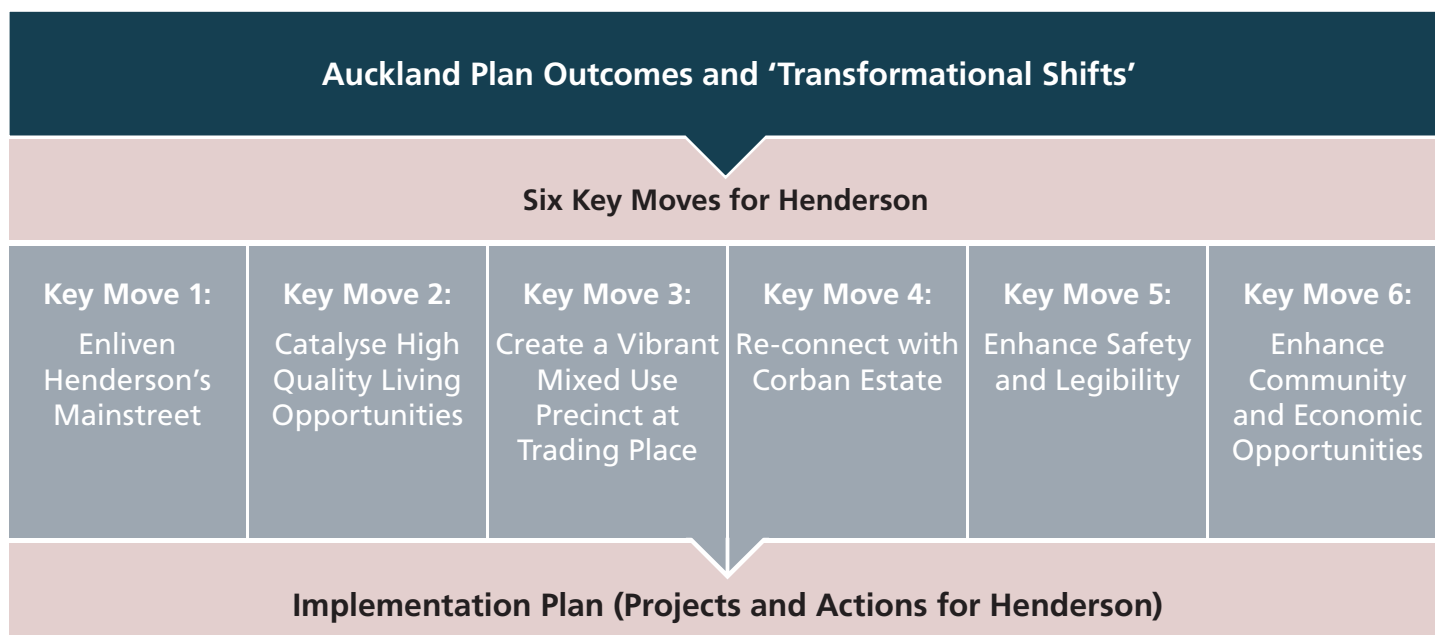 Auckland Plan Outcomes and ‘Transformational Shifts’
Six Key Moves for Henderson
Key Move 1:
Enliven
Henderson’s
Mainstreet
Key Move 2:
Catalyse High
Quality Living
Opportunities
Key Move 3:
Create a Vibrant
Mixed Use
Precinct at
Trading Place
Key Move 4:
Re-connect with
Corban Estate
Key Move 5:
Enhance Safety
and Legibility
Key Move 6:
Enhance
Community
and Economic
Opportunities
Implementation Plan (Projects and Actions for Henderson)